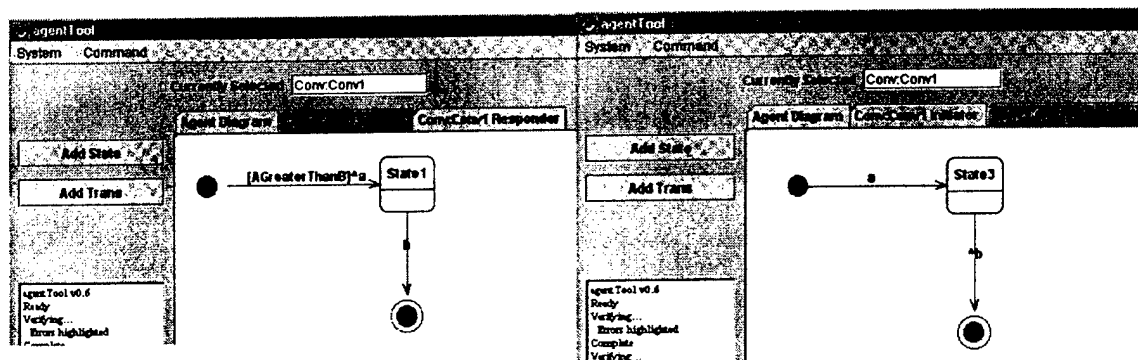 agentTool
System Command
Currently Selected Conv:Conv1
Agent Diagram Conv:Conv1 Responder
Add State
Add Trans
[AGreaterThanB]^a
State1
agentTool v0.6
Ready
Verifying...
Errors highlighted
Complete
agentTool
System Command
Currently Selected Conv:Conv1
Agent Diagram Conv:Conv1 Initiator
Add State
Add Trans
a
State3
^b
agentTool v0.6
Ready
Verifying...
Errors highlighted
Complete
Verifying...